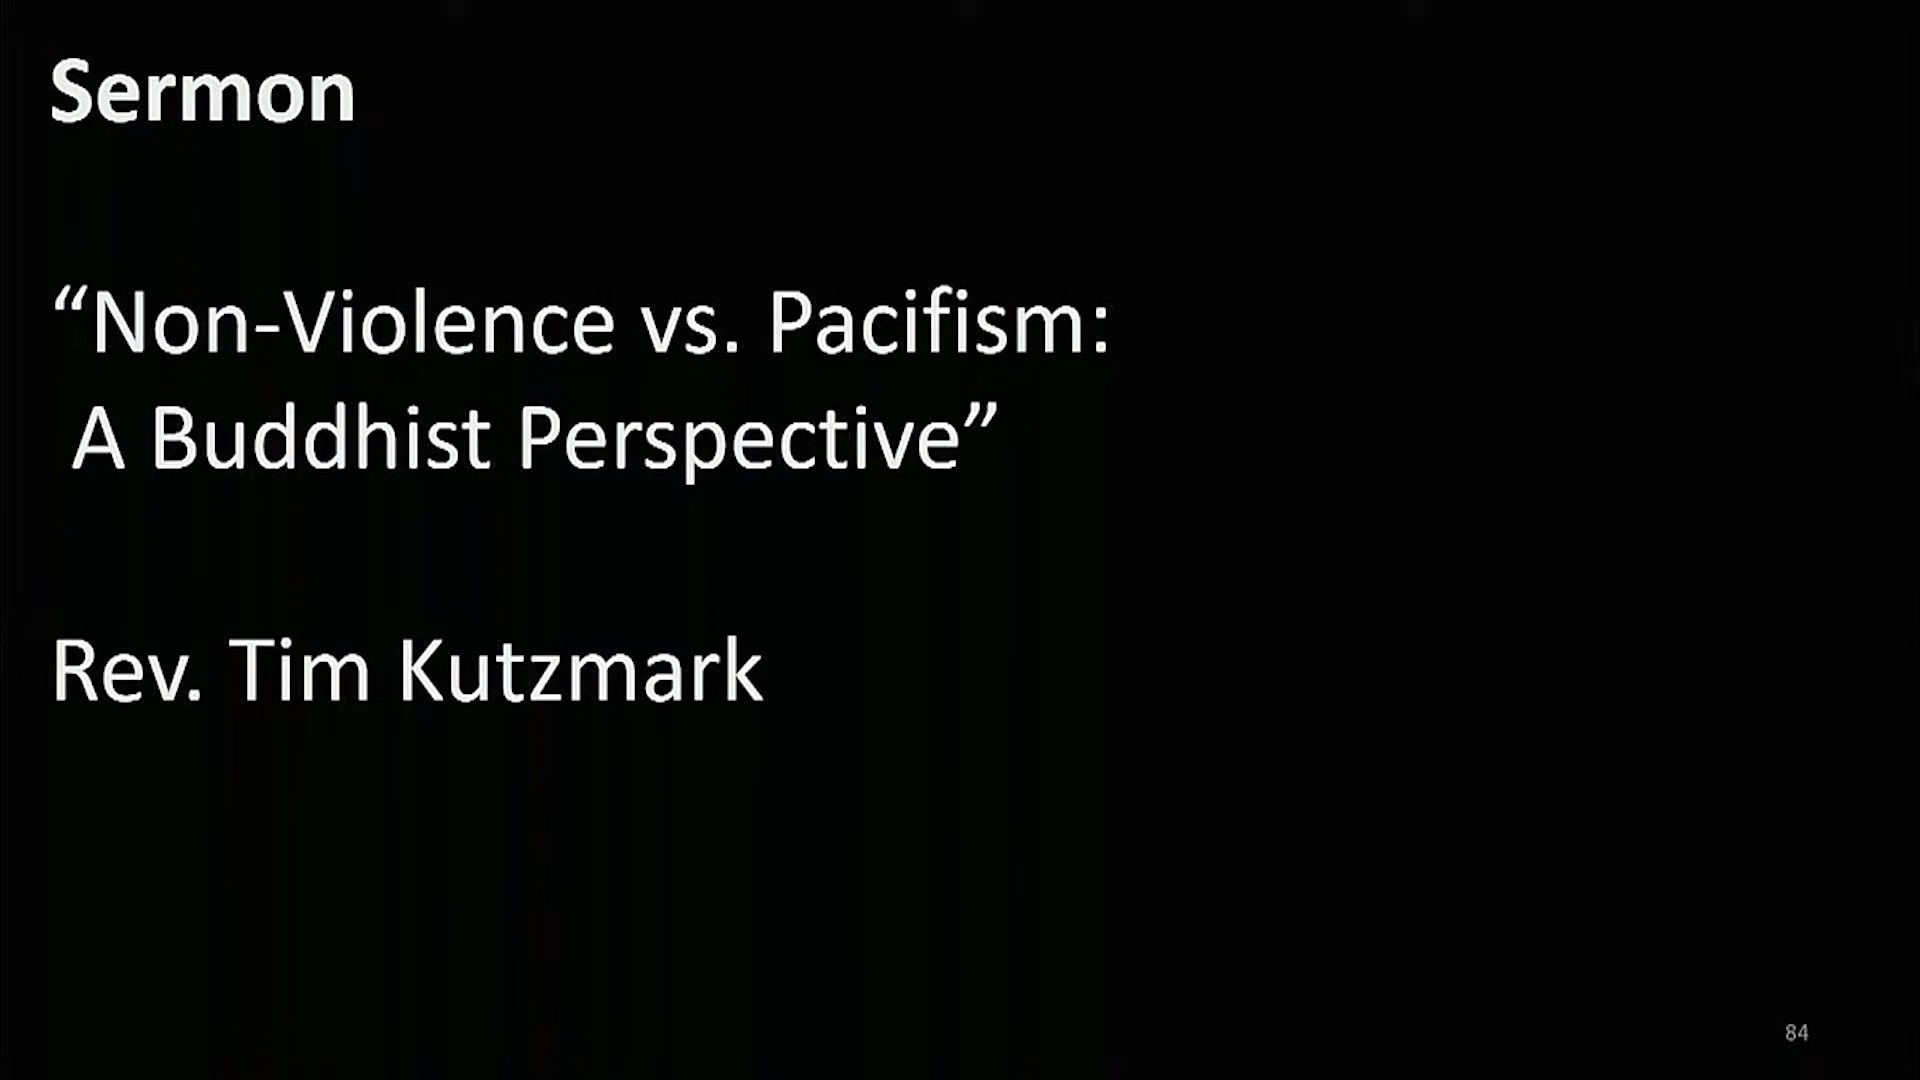 Sermon
“Non-Violence vs. Pacifism:
A Buddhist Perspective”
Rev. Tim Kutzmark
84